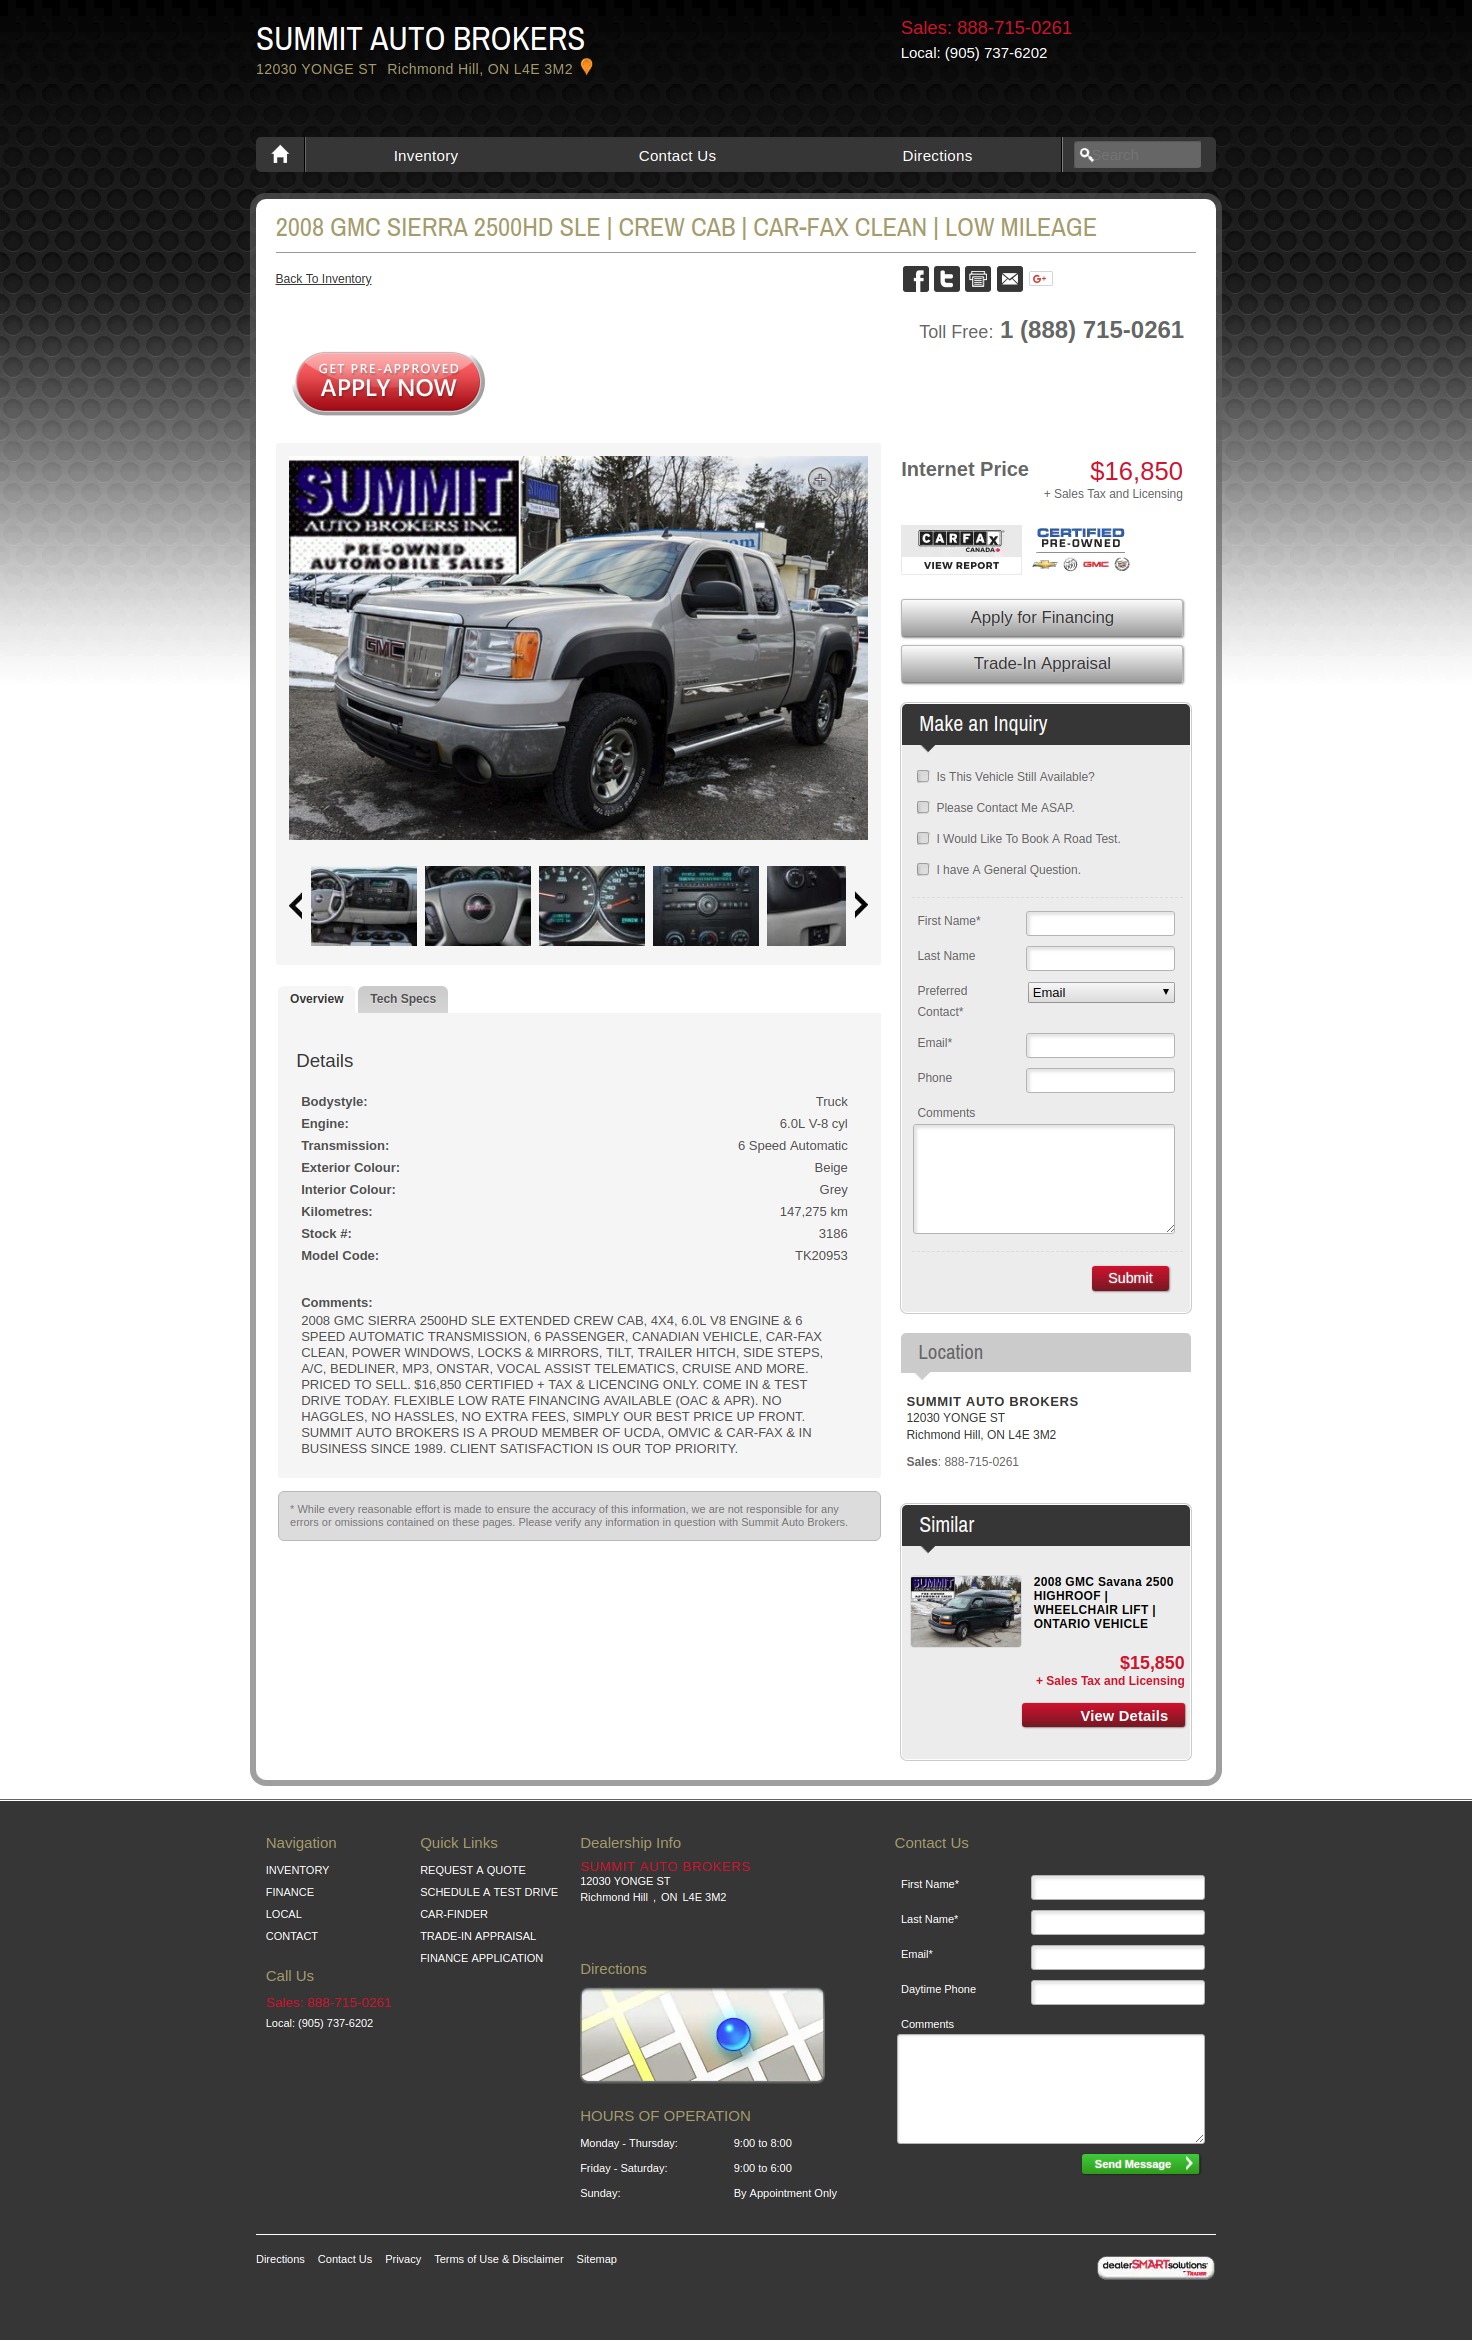 SUMMIT AUTO BROKERS
12030 YONGE ST Richmond Hill, ON L4E 3M2
Sales: 888-715-0261
Local: (905) 737-6202
Inventory
Contact Us
Directions
Search
2008 GMC SIERRA 2500HD SLE | CREW CAB | CAR-FAX CLEAN | LOW MILEAGE
Back To Inventory
G+
Toll Free: 1 (888) 715-0261
GET PRE-APPROVED
APPLY NOW
SUMMIT
AUTO BROKERS INC.
PRE-OWNED
AUTOMOBILE SALES
GMC
Internet Price
$16,850
+ Sales Tax and Licensing
CARFAX
CANADA
VIEW REPORT
CERTIFIED
PRE-OWNED
GMC
Apply for Financing
Trade-In Appraisal
Make an Inquiry
Is This Vehicle Still Available?
Please Contact Me ASAP.
I Would Like To Book A Road Test.
I have A General Question.
First Name*
Last Name
Preferred
Contact*
Email
Email*
Phone
Comments
Submit
Overview
Tech Specs
Details
Bodystyle: Truck
Engine: 6.0L V-8 cyl
Transmission: 6 Speed Automatic
Exterior Colour: Beige
Interior Colour: Grey
Kilometres: 147,275 km
Stock #: 3186
Model Code: TK20953
Comments:
2008 GMC SIERRA 2500HD SLE EXTENDED CREW CAB, 4X4, 6.0L V8 ENGINE & 6
SPEED AUTOMATIC TRANSMISSION, 6 PASSENGER, CANADIAN VEHICLE, CAR-FAX
CLEAN, POWER WINDOWS, LOCKS & MIRRORS, TILT, TRAILER HITCH, SIDE STEPS,
A/C, BEDLINER, MP3, ONSTAR, VOCAL ASSIST TELEMATICS, CRUISE AND MORE.
PRICED TO SELL. $16,850 CERTIFIED + TAX & LICENCING ONLY. COME IN & TEST
DRIVE TODAY. FLEXIBLE LOW RATE FINANCING AVAILABLE (OAC & APR). NO
HAGGLES, NO HASSLES, NO EXTRA FEES, SIMPLY OUR BEST PRICE UP FRONT.
SUMMIT AUTO BROKERS IS A PROUD MEMBER OF UCDA, OMVIC & CAR-FAX & IN
BUSINESS SINCE 1989. CLIENT SATISFACTION IS OUR TOP PRIORITY.
* While every reasonable effort is made to ensure the accuracy of this information, we are not responsible for any
errors or omissions contained on these pages. Please verify any information in question with Summit Auto Brokers.
Location
SUMMIT AUTO BROKERS
12030 YONGE ST
Richmond Hill, ON L4E 3M2
Sales: 888-715-0261
Similar
SUMMIT
2008 GMC Savana 2500
HIGHROOF |
WHEELCHAIR LIFT |
ONTARIO VEHICLE
$15,850
+ Sales Tax and Licensing
View Details
Navigation
INVENTORY
FINANCE
LOCAL
CONTACT
Call Us
Sales: 888-715-0261
Local: (905) 737-6202
Quick Links
REQUEST A QUOTE
SCHEDULE A TEST DRIVE
CAR-FINDER
TRADE-IN APPRAISAL
FINANCE APPLICATION
Dealership Info
SUMMIT AUTO BROKERS
12030 YONGE ST
Richmond Hill , ON L4E 3M2
Directions
HOURS OF OPERATION
Monday - Thursday: 9:00 to 8:00
Friday - Saturday: 9:00 to 6:00
Sunday: By Appointment Only
Contact Us
First Name*
Last Name*
Email*
Daytime Phone
Comments
Send Message
Directions Contact Us Privacy Terms of Use & Disclaimer Sitemap
dealerSMARTsolutions
TRADER